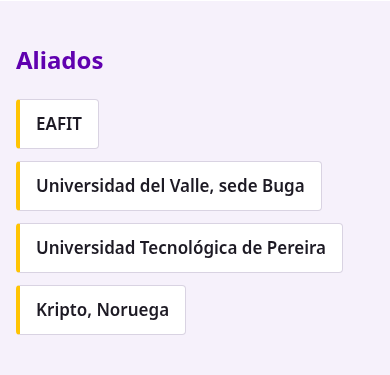 Aliados
EAFIT
Universidad del Valle, sede Buga
Universidad Tecnológica de Pereira
Kripto, Noruega